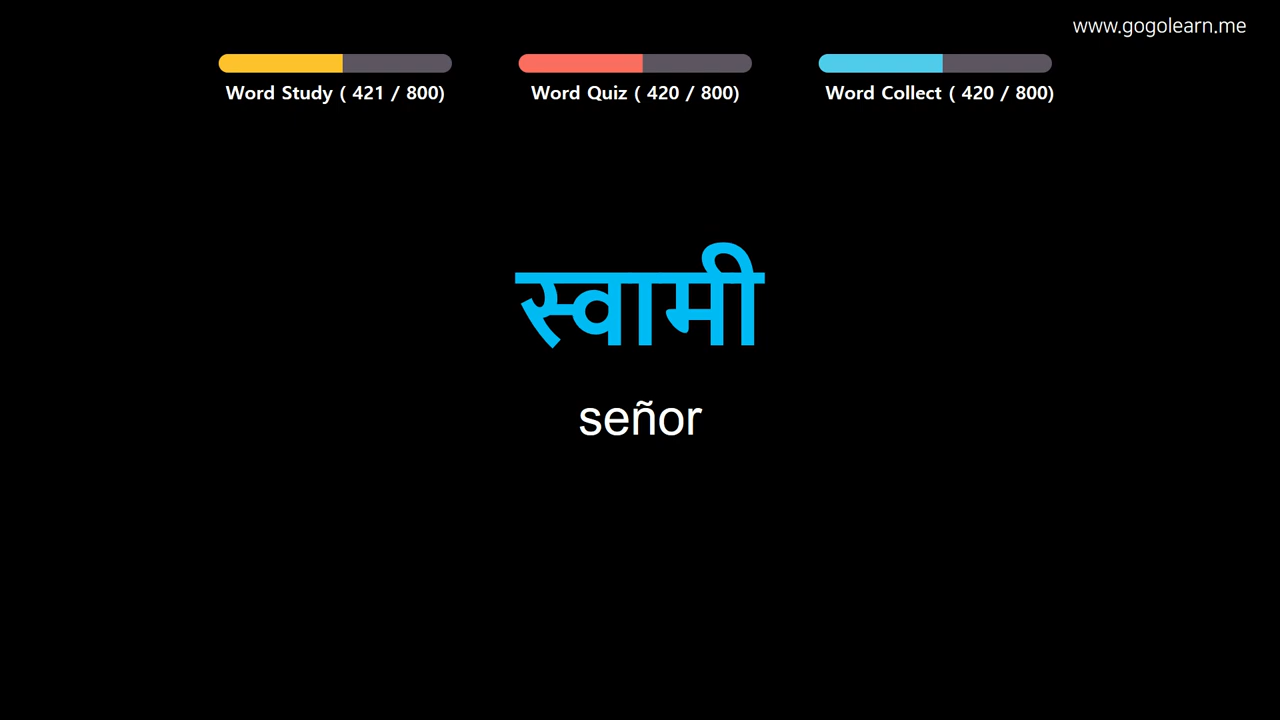 www.gogolearn.me
Word Study ( 421 / 800)
Word Quiz ( 420 / 800)
Word Collect ( 420 / 800)
स्वामी
señor